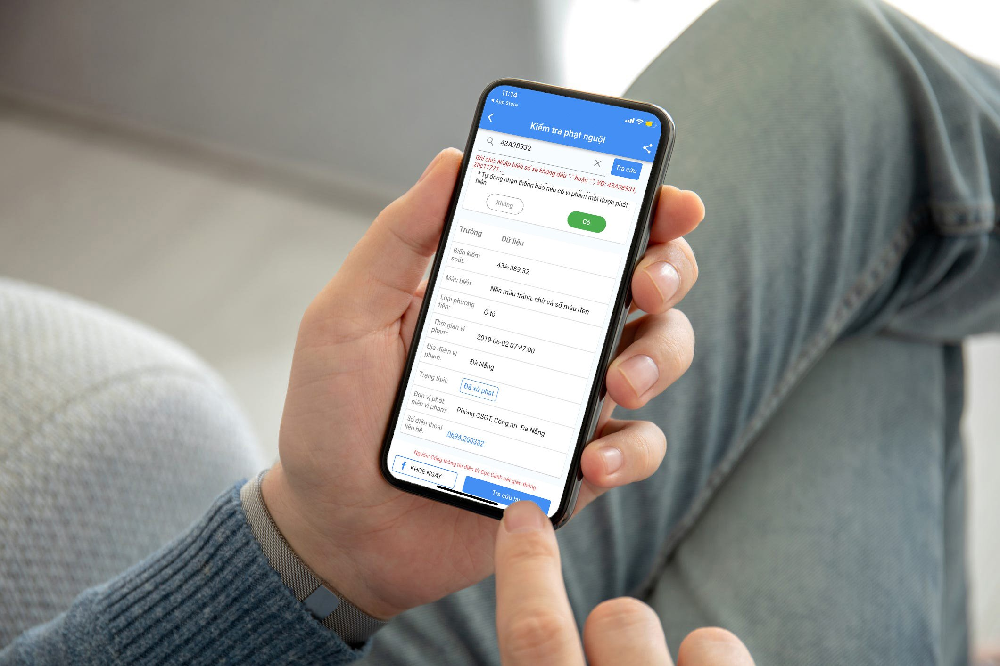 11:14
App Store
Kiểm tra phạt nguội
43A38932
Tra cứu
Ghi chú: Nhập biển số xe không dấu "-" hoặc ".", VD: 43A38931,
20c11771...
* Tự động nhận thông báo nếu có vi phạm mới được phát
hiện
Không
Có
Trường
Dữ liệu
Biển kiểm
soát:
43A-389.32
Màu biển:
Nền mầu trắng, chữ và số màu đen
Loại phương
tiện:
Ô tô
Thời gian vi
phạm:
2019-06-02 07:47:00
Địa điểm vi
phạm:
Đà Nẵng
Trạng thái:
Đã xử phạt
Đơn vị phát
hiện vi phạm:
Phòng CSGT, Công an Đà Nẵng
Số điện thoại
liên hệ:
0694.260332
Nguồn: Cổng thông tin điện tử Cục Cảnh sát giao thông
f KHOE NGAY
Tra cứu lại